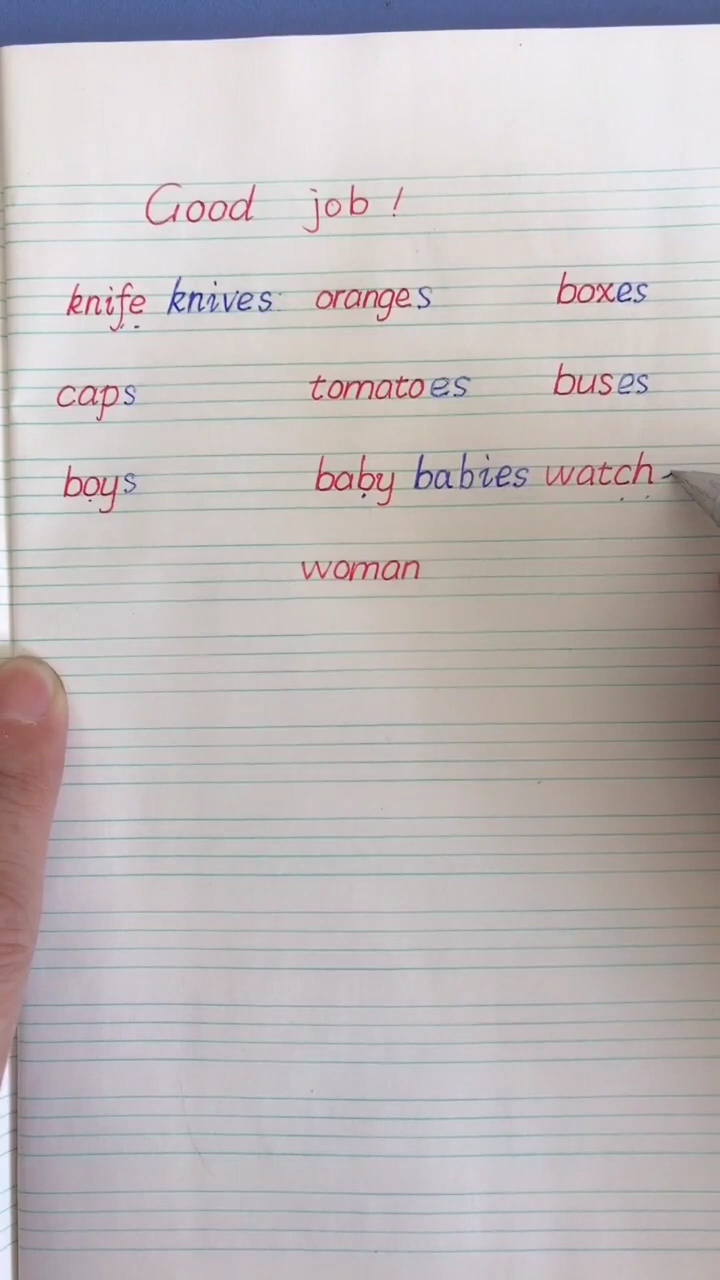 Good job!
knife knives oranges boxes
caps tomatoes buses
boys baby babies watch
woman